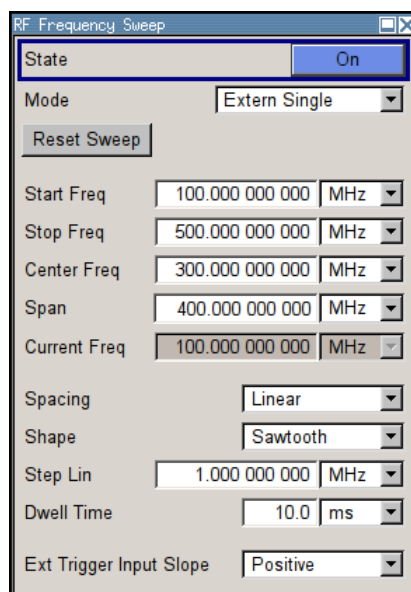 RF Frequency Sweep
State On
Mode Extern Single
Reset Sweep
Start Freq 100.000 000 000 MHz
Stop Freq 500.000 000 000 MHz
Center Freq 300.000 000 000 MHz
Span 400.000 000 000 MHz
Current Freq 100.000 000 000 MHz
Spacing Linear
Shape Sawtooth
Step Lin 1.000 000 000 MHz
Dwell Time 10.0 ms
Ext Trigger Input Slope Positive